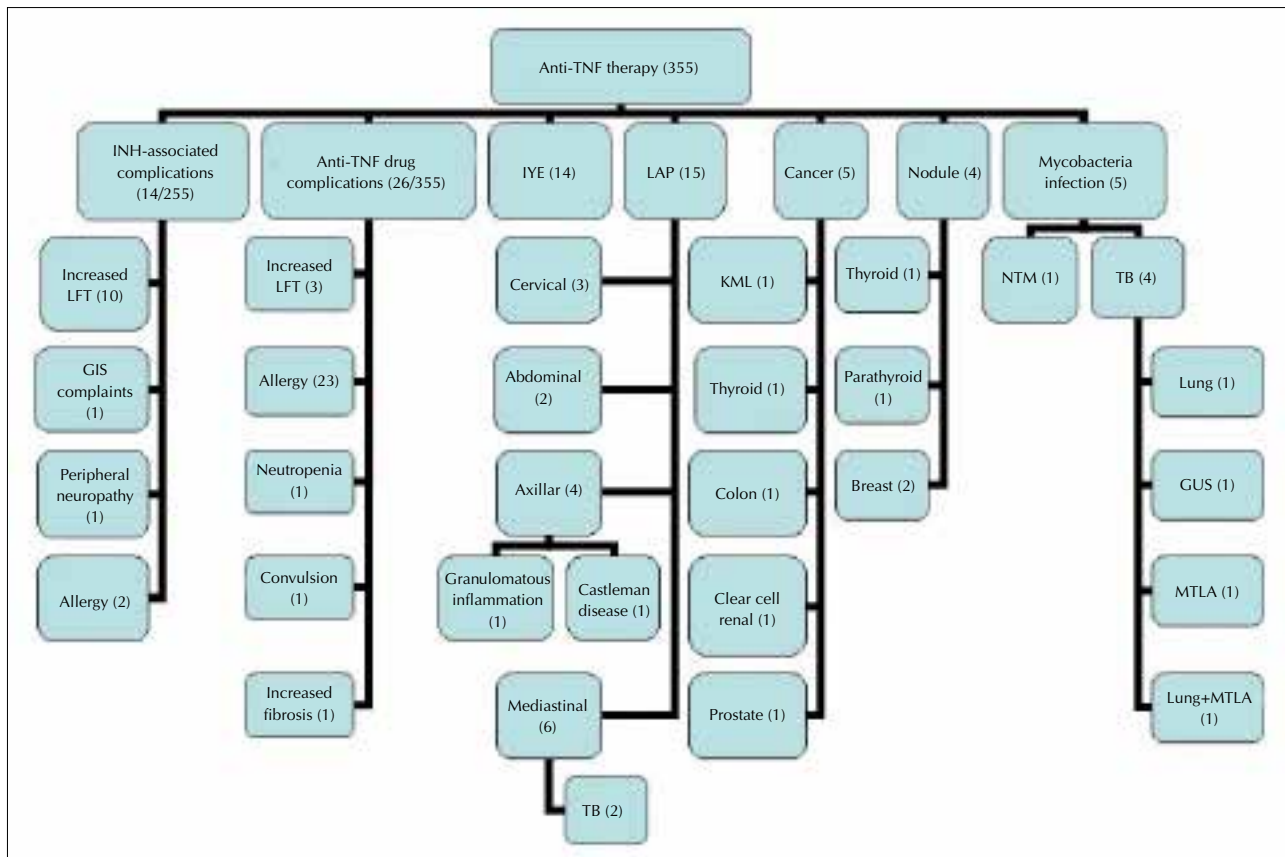 Anti-TNF therapy (355)
INH-associated
complications
(14/255)
Anti-TNF drug
complications (26/355)
IYE (14)
LAP (15)
Cancer (5)
Nodule (4)
Mycobacteria
infection (5)
Increased
LFT (10)
GIS
complaints
(1)
Peripheral
neuropathy
(1)
Allergy (2)
Increased
LFT (3)
Allergy (23)
Neutropenia
(1)
Convulsion
(1)
Increased
fibrosis (1)
Cervical (3)
Abdominal
(2)
Axillar (4)
Granulomatous
inflammation
(1)
Castleman
disease (1)
Mediastinal
(6)
TB (2)
KML (1)
Thyroid (1)
Colon (1)
Clear cell
renal (1)
Prostate (1)
Thyroid (1)
Parathyroid
(1)
Breast (2)
NTM (1)
TB (4)
Lung (1)
GUS (1)
MTLA (1)
Lung+MTLA
(1)